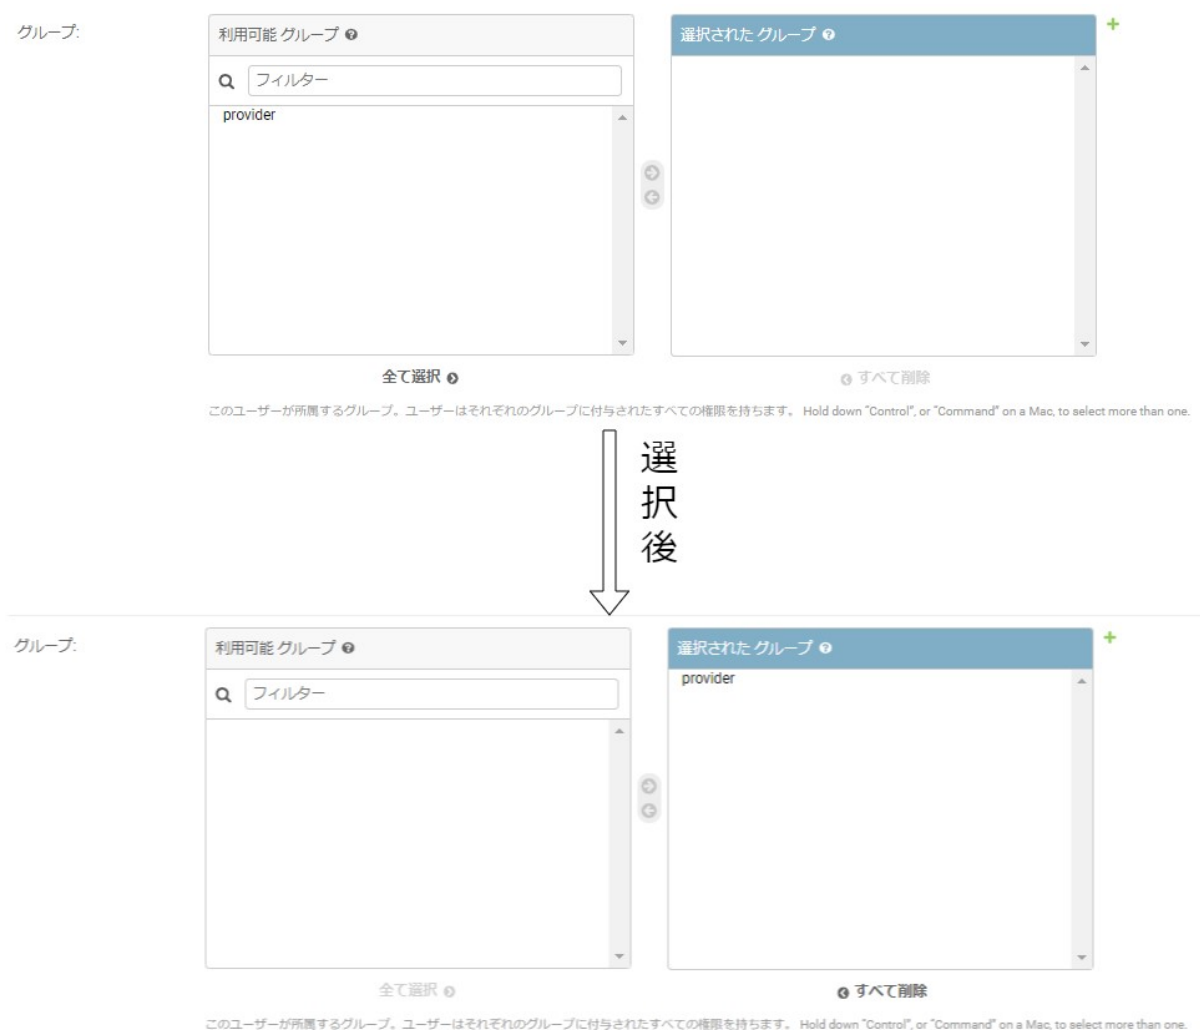 グループ:
利用可能 グループ
選択された グループ
フィルター
provider
全て選択
すべて削除
このユーザーが所属するグループ。ユーザーはそれぞれのグループに付与されたすべての権限を持ちます。 Hold down “Control”, or “Command” on a Mac, to select more than one.
選択後
グループ:
利用可能 グループ
選択された グループ
フィルター
provider
全て選択
すべて削除
このユーザーが所属するグループ。ユーザーはそれぞれのグループに付与されたすべての権限を持ちます。 Hold down “Control”, or “Command” on a Mac, to select more than one.